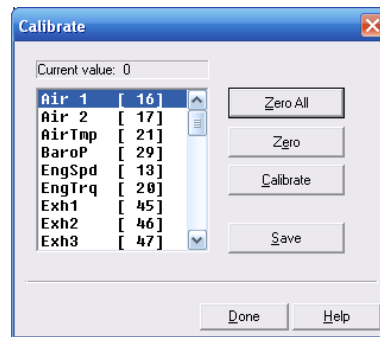 Calibrate
Current value: 0
Air 1 [ 16]
Air 2 [ 17]
AirTmp [ 21]
BaroP [ 29]
EngSpd [ 13]
EngTrq [ 20]
Exh1 [ 45]
Exh2 [ 46]
Exh3 [ 47]
Zero All
Zero
Calibrate
Save
Done
Help